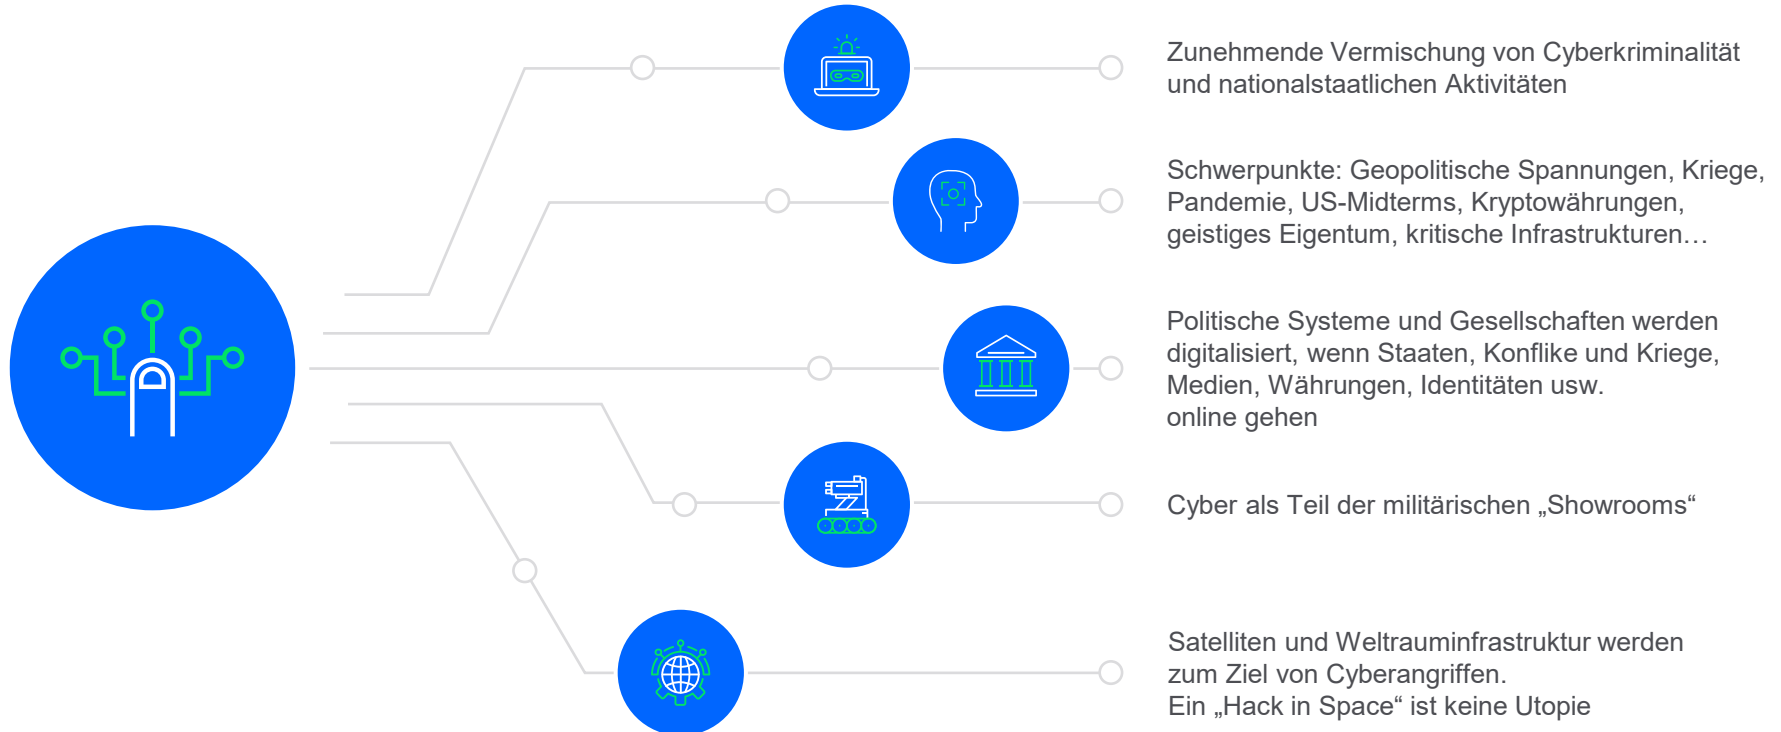 Zunehmende Vermischung von Cyberkriminalität
und nationalstaatlichen Aktivitäten
Schwerpunkte: Geopolitische Spannungen, Kriege,
Pandemie, US-Midterms, Kryptowährungen,
geistiges Eigentum, kritische Infrastrukturen…
Politische Systeme und Gesellschaften werden
digitalisiert, wenn Staaten, Konflike und Kriege,
Medien, Währungen, Identitäten usw.
online gehen
Cyber als Teil der militärischen „Showrooms“
Satelliten und Weltrauminfrastruktur werden
zum Ziel von Cyberangriffen.
Ein „Hack in Space“ ist keine Utopie